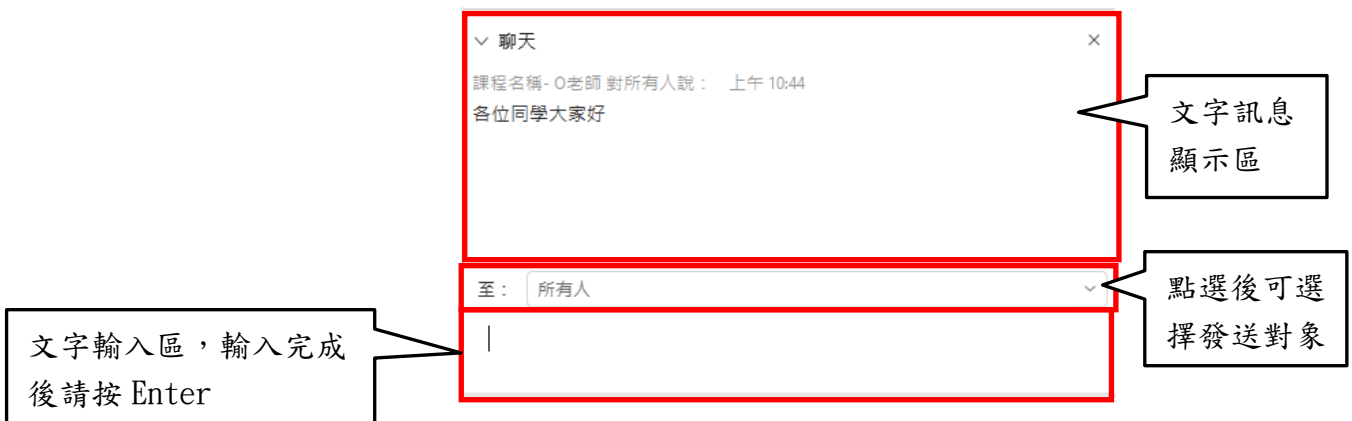 聊天
課程名稱- O老師 對所有人說： 上午 10:44
各位同學大家好
文字訊息
顯示區
至： 所有人
點選後可選
擇發送對象
文字輸入區，輸入完成
後請按 Enter